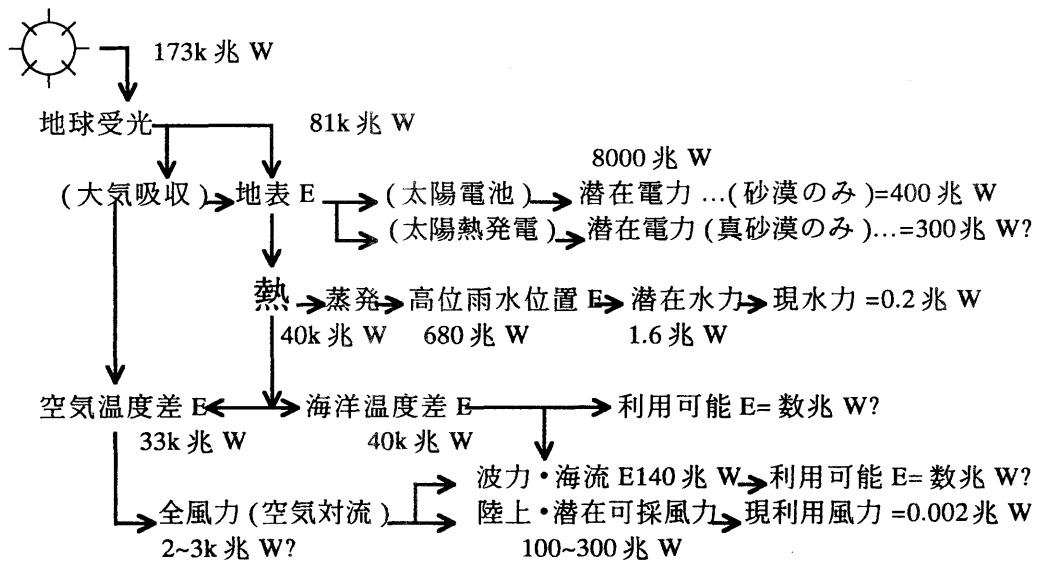 173k 兆 W
地球受光
81k 兆 W
8000 兆 W
(大気吸収) 地表 E (太陽電池) 潜在電力 …(砂漠のみ)=400 兆 W
(太陽熱発電) 潜在電力 (真砂漠のみ)…=300 兆 W?
熱 蒸発 高位雨水位置 E 潜在水力 現水力 =0.2 兆 W
40k 兆 W 680 兆 W 1.6 兆 W
空気温度差 E 海洋温度差 E 利用可能 E= 数兆 W?
33k 兆 W 40k 兆 W
波力・海流 E140 兆 W 利用可能 E= 数兆 W?
全風力 (空気対流) 陸上・潜在可採風力 現利用風力 =0.002 兆 W
2~3k 兆 W? 100~300 兆 W